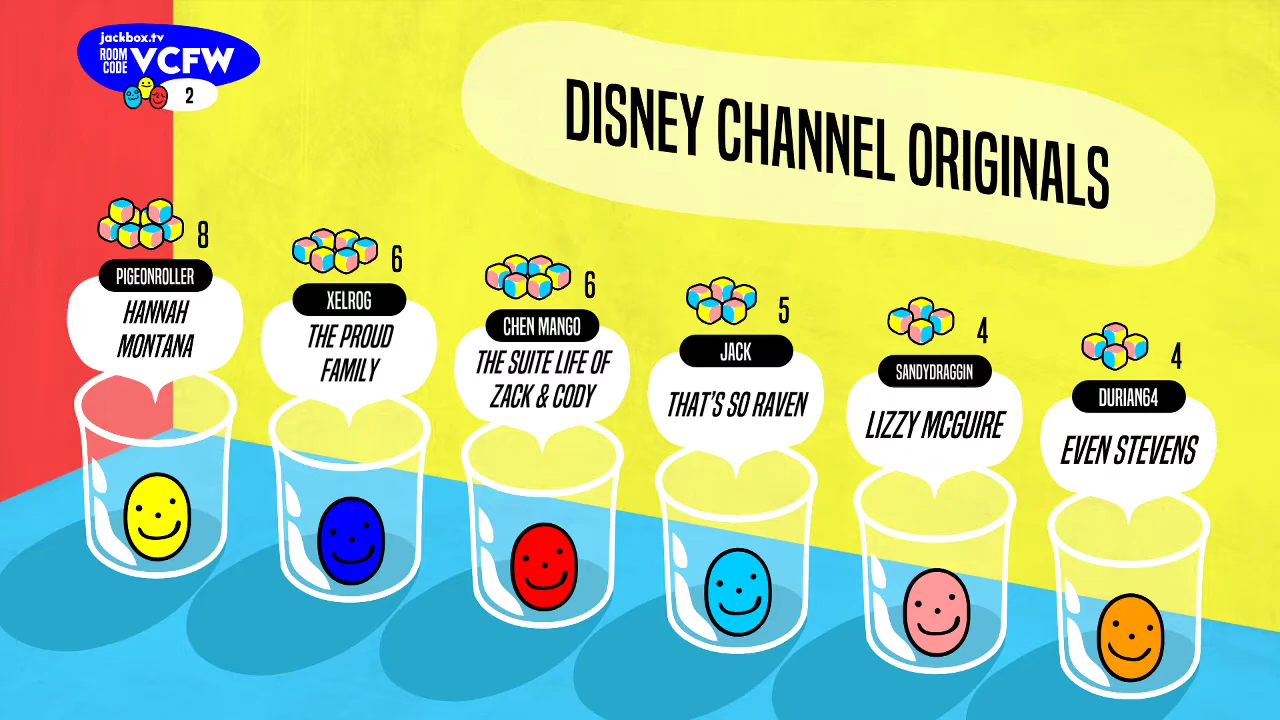 jackbox.tv
ROOM CODE VCFW
2
DISNEY CHANNEL ORIGINALS
8
PIGEONROLLER
HANNAH
MONTANA
6
XELROG
THE PROUD
FAMILY
6
CHEN MANGO
THE SUITE LIFE OF
ZACK & CODY
5
JACK
THAT'S SO RAVEN
4
SANDYDRAGGIN
LIZZY MCGUIRE
4
DURIAN64
EVEN STEVENS